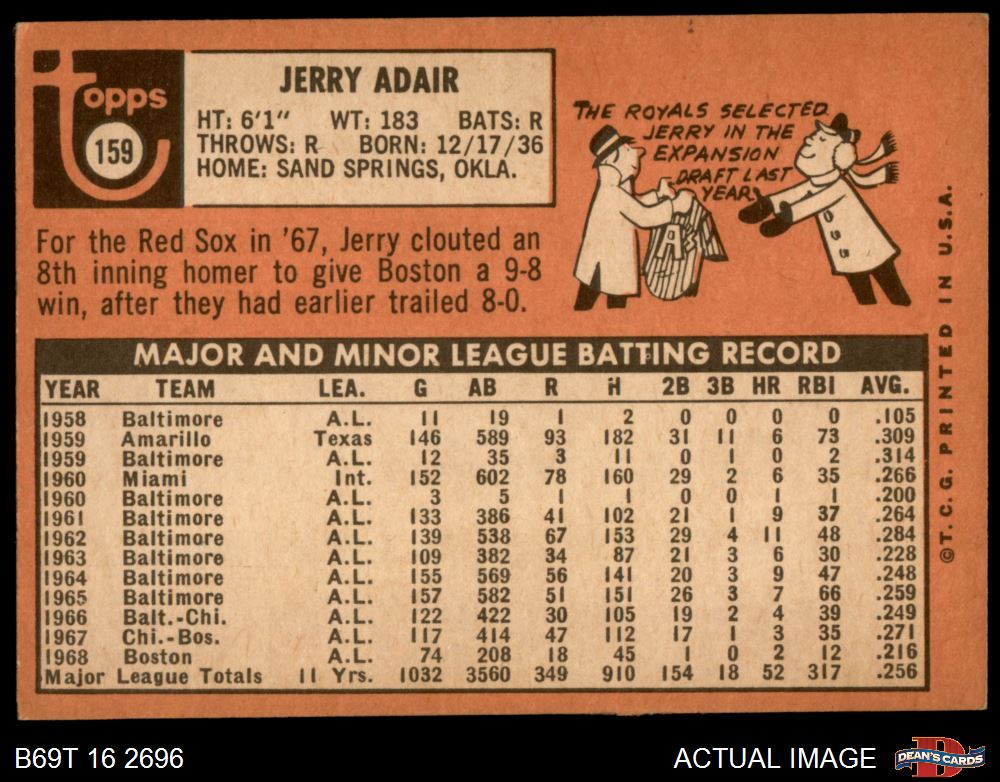 topps
159
JERRY ADAIR
HT: 6'1" WT: 183 BATS: R
THROWS: R BORN: 12/17/36
HOME: SAND SPRINGS, OKLA.
THE ROYALS SELECTED
JERRY IN THE
EXPANSION
DRAFT LAST
YEAR
A's
For the Red Sox in '67, Jerry clouted an
8th inning homer to give Boston a 9-8
win, after they had earlier trailed 8-0.
MAJOR AND MINOR LEAGUE BATTING RECORD
YEAR TEAM LEA. G AB R H 2B 3B HR RBI AVG.
1958 Baltimore A.L. 11 19 1 2 0 0 0 0 .105
1959 Amarillo Texas 146 589 93 182 31 11 6 73 .309
1959 Baltimore A.L. 12 35 3 11 0 1 0 2 .314
1960 Miami Int. 152 602 78 160 29 2 6 35 .266
1960 Baltimore A.L. 3 5 1 1 0 0 1 1 .200
1961 Baltimore A.L. 133 386 41 102 21 1 9 37 .264
1962 Baltimore A.L. 139 538 67 153 29 4 11 48 .284
1963 Baltimore A.L. 109 382 34 87 21 3 6 30 .228
1964 Baltimore A.L. 155 569 56 141 20 3 9 47 .248
1965 Baltimore A.L. 157 582 51 151 26 3 7 66 .259
1966 Balt.-Chi. A.L. 122 422 30 105 19 2 4 39 .249
1967 Chi.-Bos. A.L. 117 414 47 112 17 1 3 35 .271
1968 Boston A.L. 74 208 18 45 1 0 2 12 .216
Major League Totals 11 Yrs. 1032 3560 349 910 154 18 52 317 .256
©T. C. G. PRINTED IN U.S.A.
B69T 16 2696
ACTUAL IMAGE
D
DEAN'S CARDS